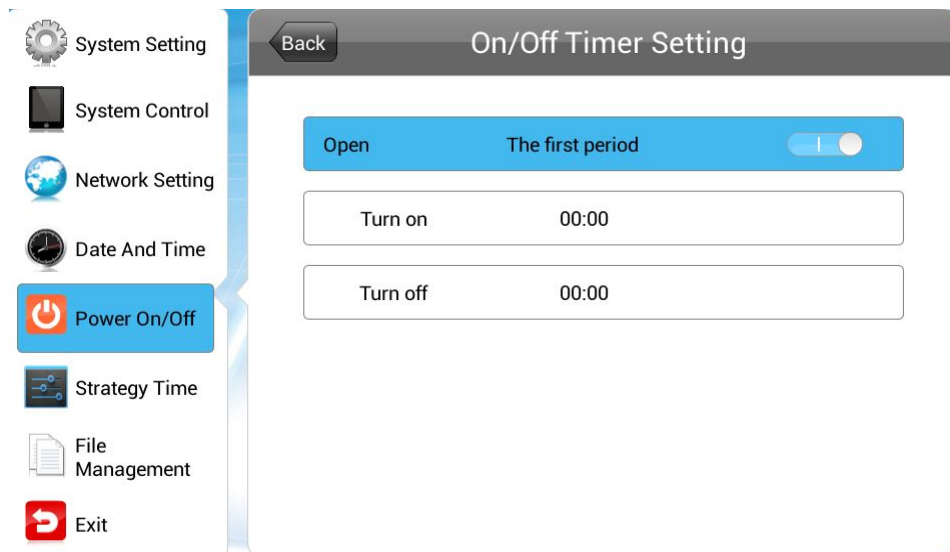 System Setting
System Control
Network Setting
Date And Time
Power On/Off
Strategy Time
File
Management
Exit
Back
On/Off Timer Setting
Open The first period
Turn on 00:00
Turn off 00:00